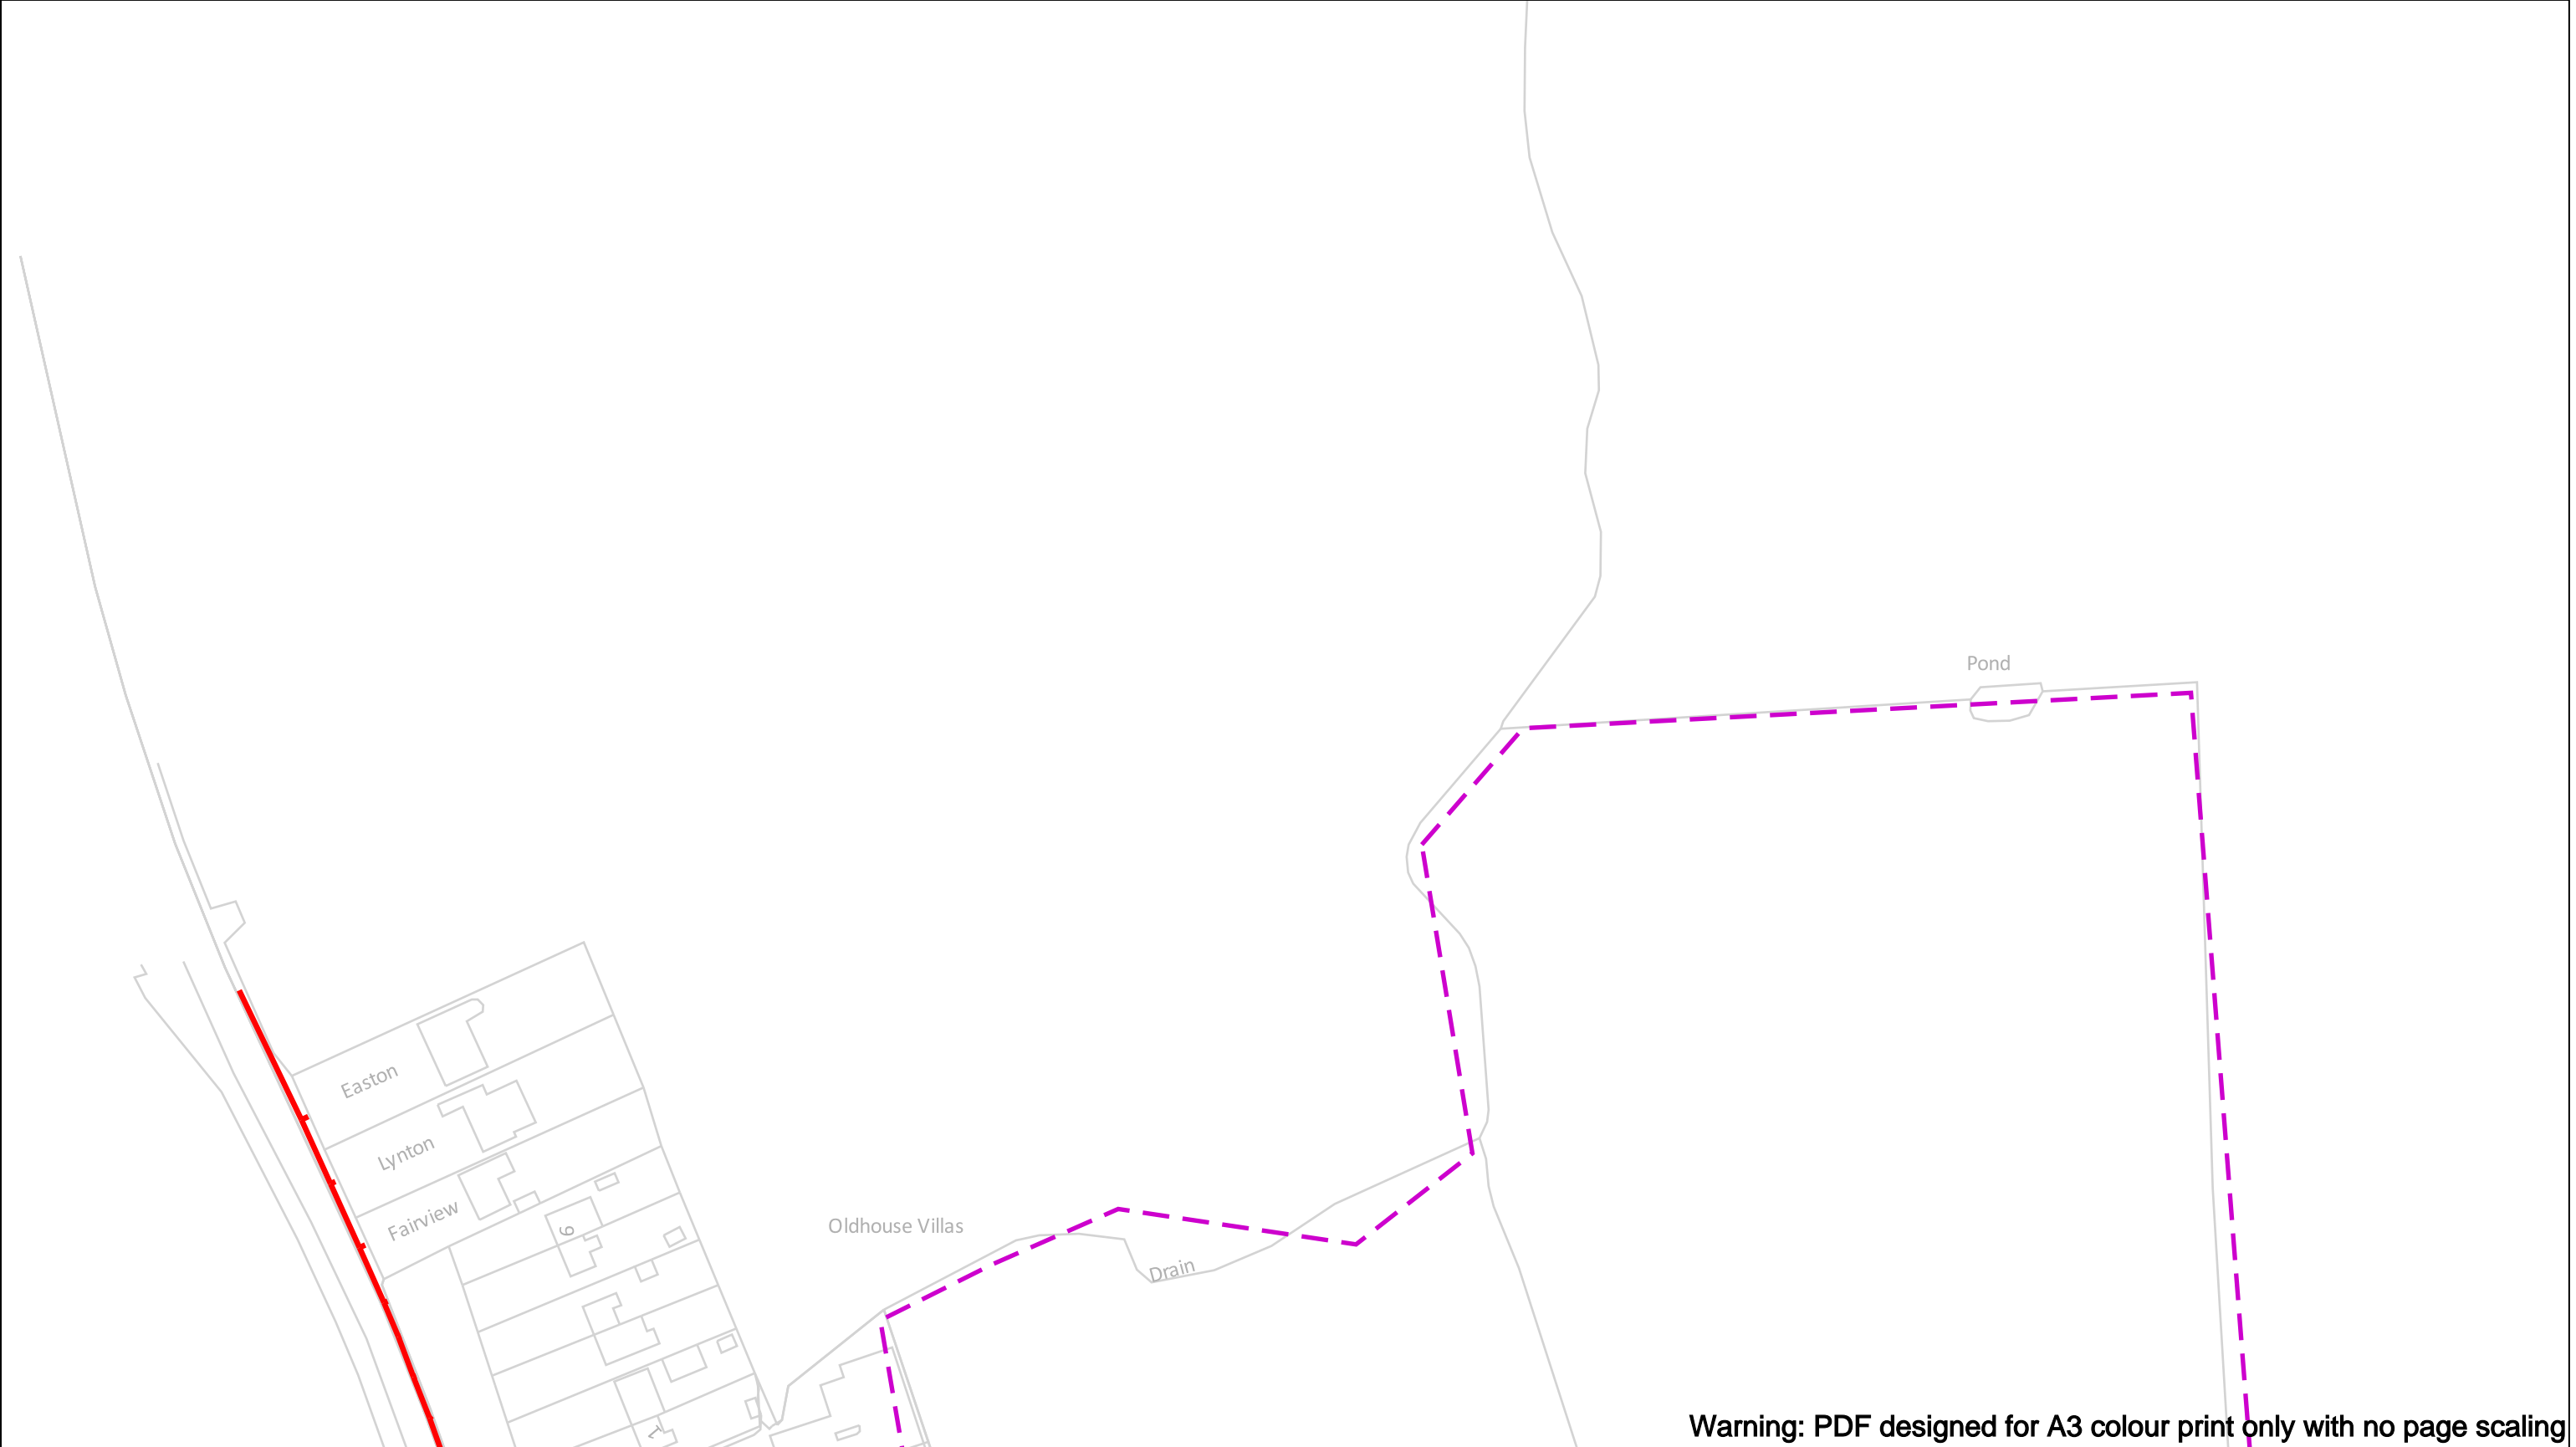 Pond
Easton
Lynton
Fairview
6
Oldhouse Villas
Drain
1
Warning: PDF designed for A3 colour print only with no page scaling